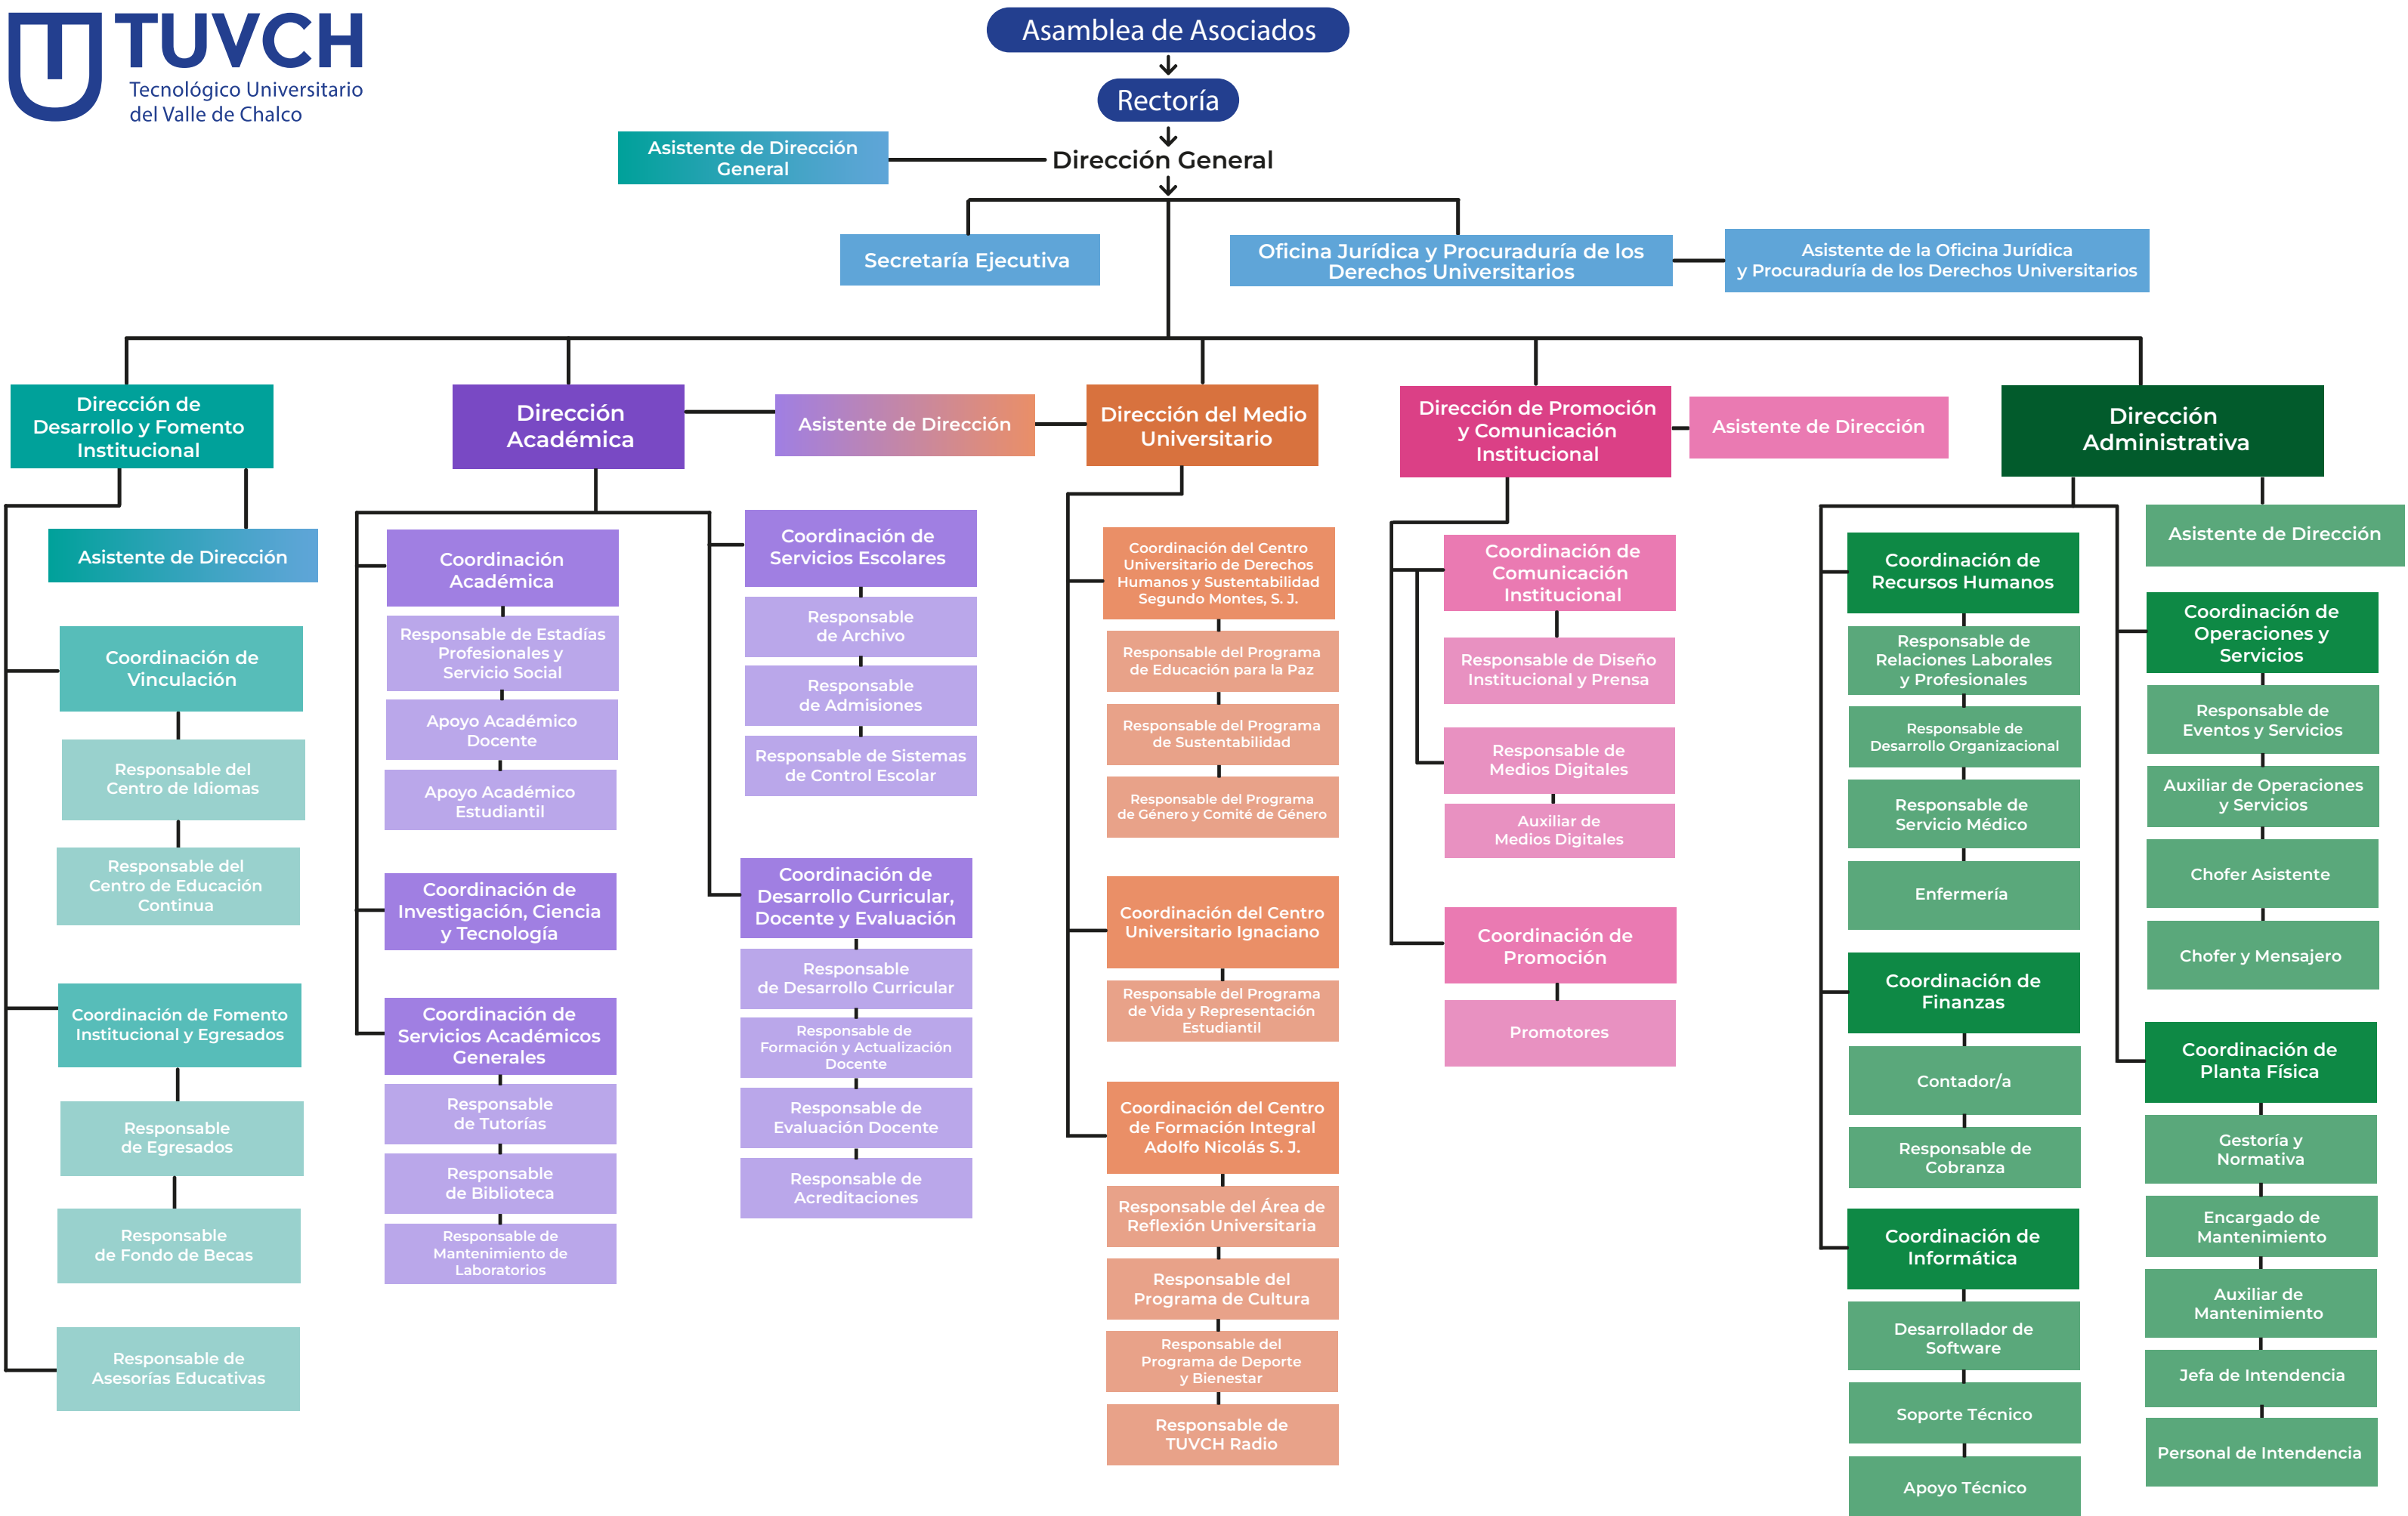 TUVCH
Tecnológico Universitario
del Valle de Chalco
Asamblea de Asociados
Rectoría
Asistente de Dirección
General
Dirección General
Secretaría Ejecutiva
Oficina Jurídica y Procuraduría de los
Derechos Universitarios
Asistente de la Oficina Jurídica
y Procuraduría de los Derechos Universitarios
Dirección de
Desarrollo y Fomento
Institucional
Asistente de Dirección
Coordinación de
Vinculación
Responsable del
Centro de Idiomas
Responsable del
Centro de Educación
Continua
Coordinación de Fomento
Institucional y Egresados
Responsable
de Egresados
Responsable
de Fondo de Becas
Responsable de
Asesorías Educativas
Dirección
Académica
Asistente de Dirección
Coordinación
Académica
Responsable de Estadías
Profesionales y
Servicio Social
Apoyo Académico
Docente
Apoyo Académico
Estudiantil
Coordinación de
Investigación, Ciencia
y Tecnología
Coordinación de
Servicios Académicos
Generales
Responsable
de Tutorías
Responsable
de Biblioteca
Responsable de
Mantenimiento de
Laboratorios
Coordinación de
Servicios Escolares
Responsable
de Archivo
Responsable
de Admisiones
Responsable de Sistemas
de Control Escolar
Coordinación de
Desarrollo Curricular,
Docente y Evaluación
Responsable
de Desarrollo Curricular
Responsable de
Formación y Actualización
Docente
Responsable de
Evaluación Docente
Responsable de
Acreditaciones
Dirección del Medio
Universitario
Coordinación del Centro
Universitario de Derechos
Humanos y Sustentabilidad
Segundo Montes, S. J.
Responsable del Programa
de Educación para la Paz
Responsable del Programa
de Sustentabilidad
Responsable del Programa
de Género y Comité de Género
Coordinación del Centro
Universitario Ignaciano
Responsable del Programa
de Vida y Representación
Estudiantil
Coordinación del Centro
de Formación Integral
Adolfo Nicolás S. J.
Responsable del Área de
Reflexión Universitaria
Responsable del
Programa de Cultura
Responsable del
Programa de Deporte
y Bienestar
Responsable de
TUVCH Radio
Dirección de Promoción
y Comunicación
Institucional
Asistente de Dirección
Coordinación de
Comunicación
Institucional
Responsable de Diseño
Institucional y Prensa
Responsable de
Medios Digitales
Auxiliar de
Medios Digitales
Coordinación de
Promoción
Promotores
Dirección
Administrativa
Asistente de Dirección
Coordinación de
Recursos Humanos
Responsable de
Relaciones Laborales
y Profesionales
Responsable de
Desarrollo Organizacional
Responsable de
Servicio Médico
Enfermería
Coordinación de
Finanzas
Contador/a
Responsable de
Cobranza
Coordinación de
Informática
Desarrollador de
Software
Soporte Técnico
Apoyo Técnico
Coordinación de
Operaciones y
Servicios
Responsable de
Eventos y Servicios
Auxiliar de Operaciones
y Servicios
Chofer Asistente
Chofer y Mensajero
Coordinación de
Planta Física
Gestoría y
Normativa
Encargado de
Mantenimiento
Auxiliar de
Mantenimiento
Jefa de Intendencia
Personal de Intendencia